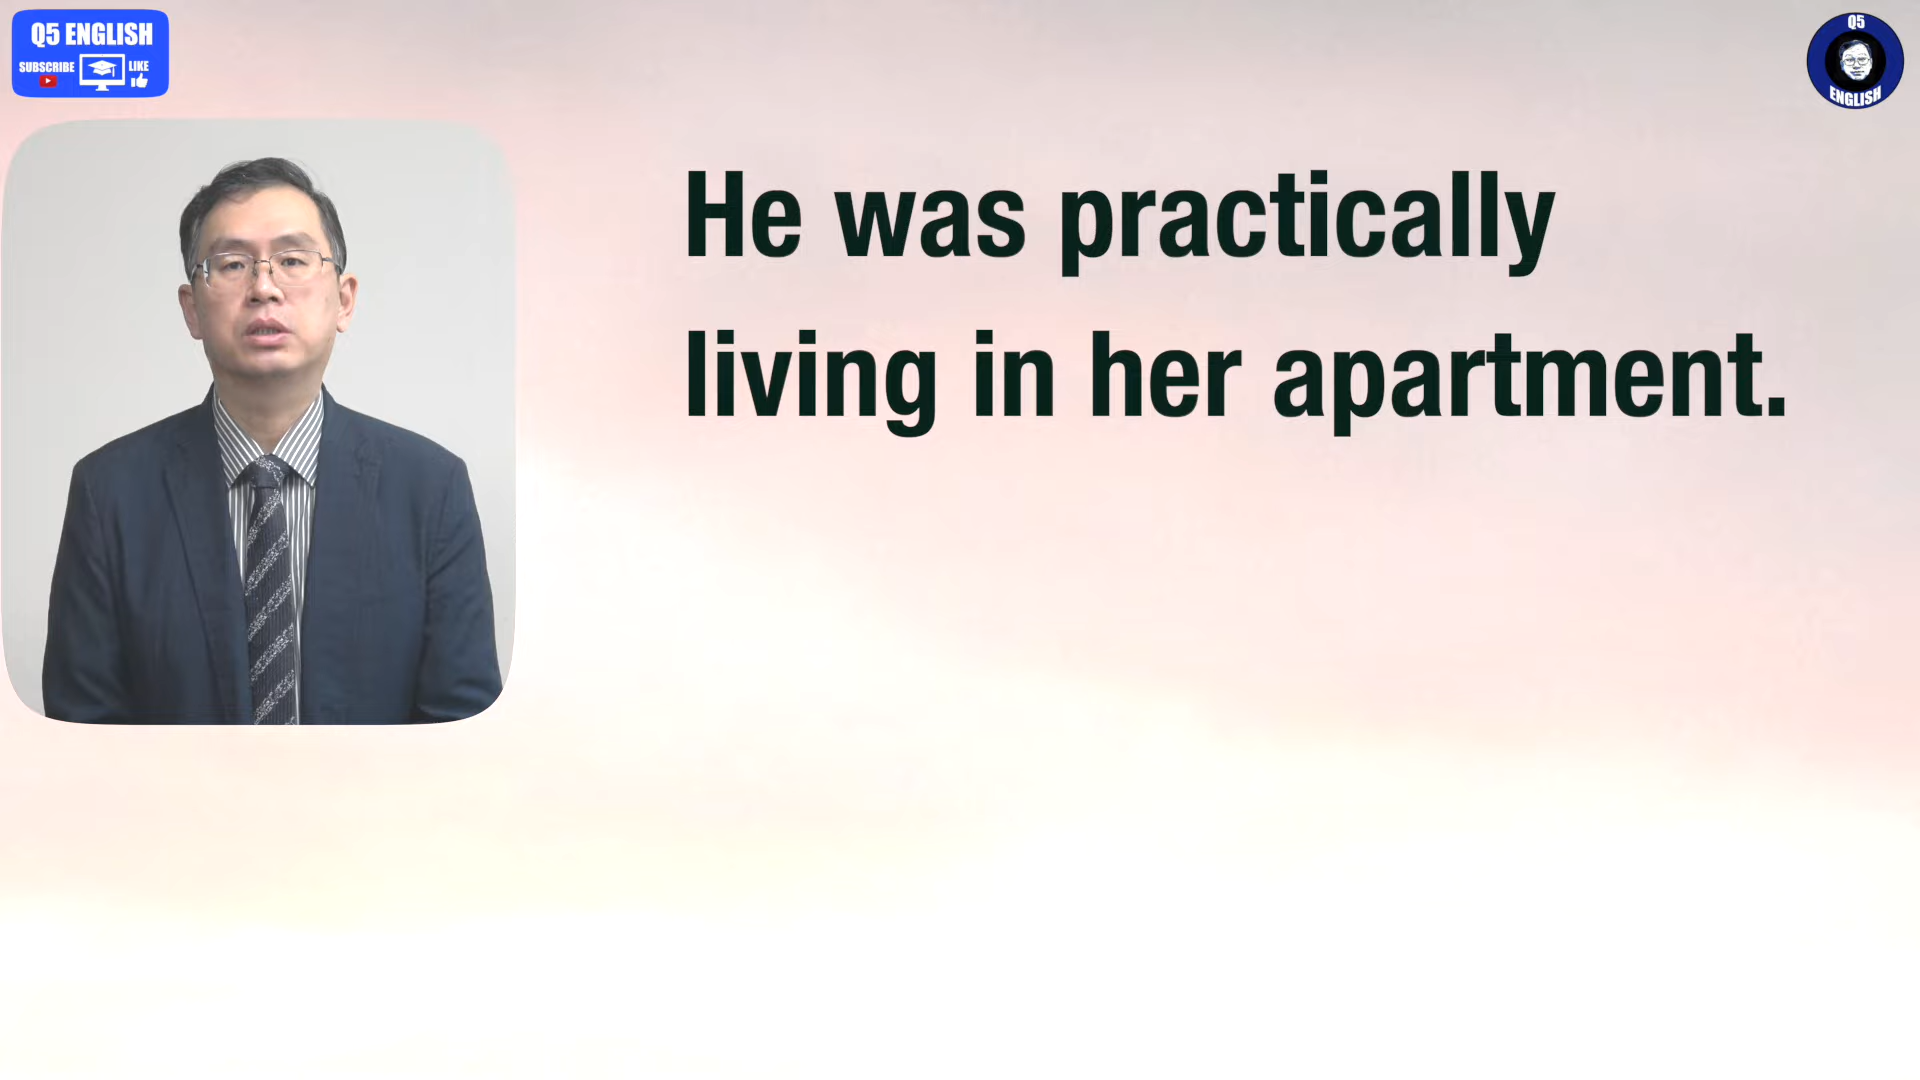 Q5 ENGLISH
SUBSCRIBE
LIKE
Q5
ENGLISH
He was practically
living in her apartment.